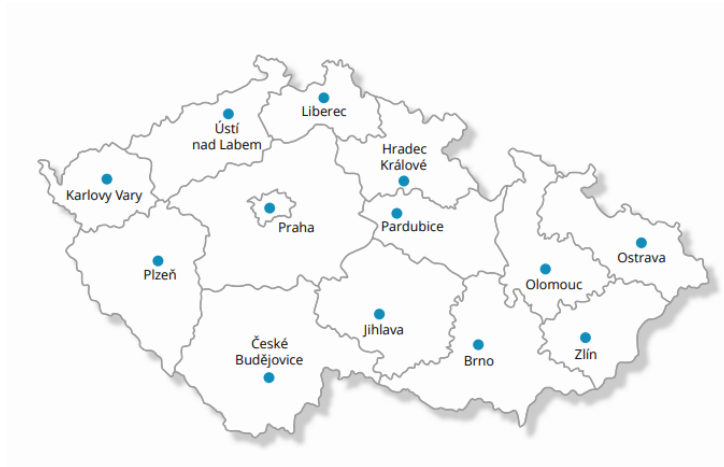 Liberec
Ústí
nad Labem
Hradec
Králové
Karlovy Vary
Praha
Pardubice
Ostrava
Plzeň
Olomouc
Jihlava
České
Budějovice
Brno
Zlín